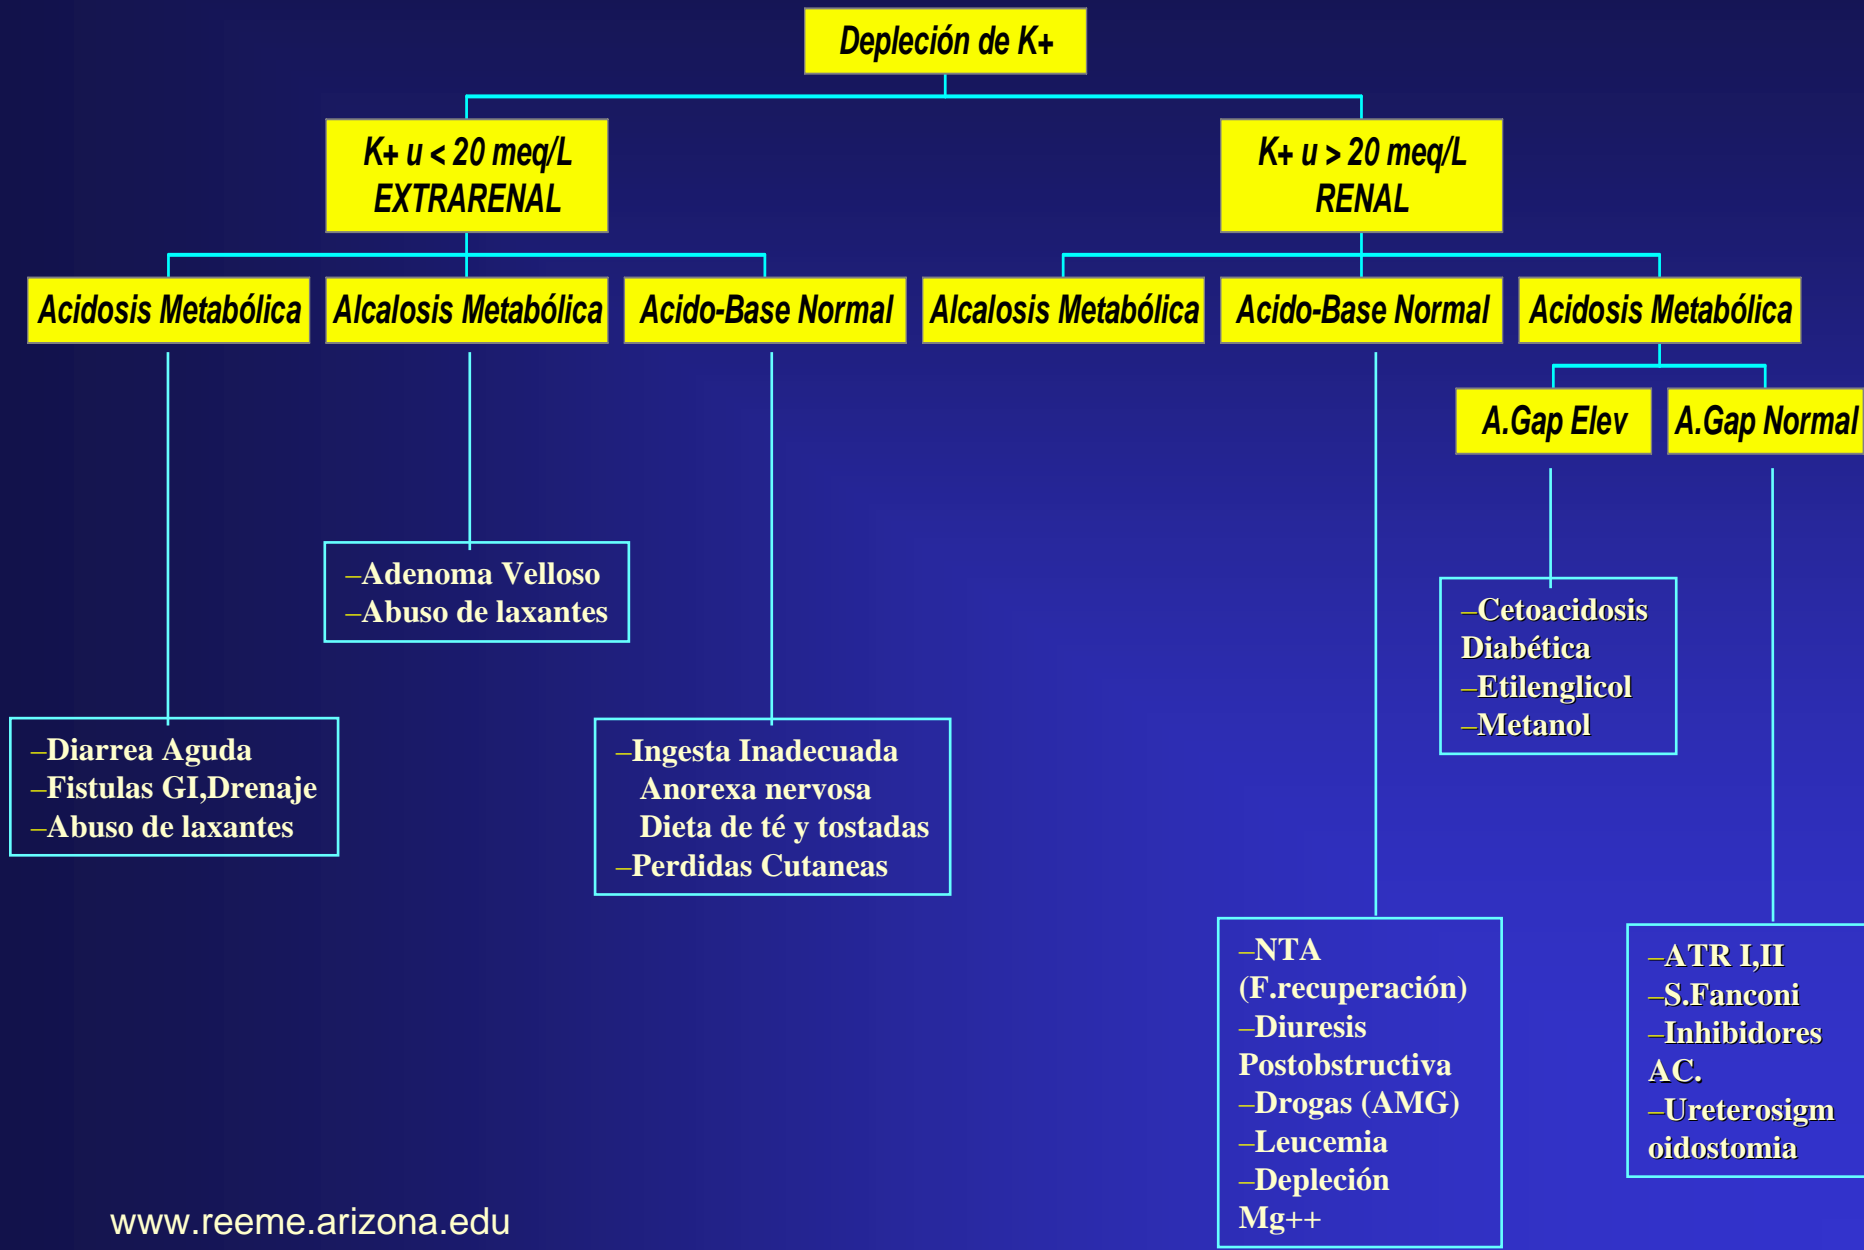 Depleción de K+
K+ u < 20 meq/L
EXTRARENAL
K+ u > 20 meq/L
RENAL
Acidosis Metabólica
Alcalosis Metabólica
Acido-Base Normal
Alcalosis Metabólica
Acido-Base Normal
Acidosis Metabólica
A.Gap Elev
A.Gap Normal
–Adenoma Velloso
–Abuso de laxantes
–Cetoacidosis
Diabética
–Etilenglicol
–Metanol
–Diarrea Aguda
–Fistulas GI,Drenaje
–Abuso de laxantes
–Ingesta Inadecuada
Anorexa nervosa
Dieta de té y tostadas
–Perdidas Cutaneas
–NTA
(F.recuperación)
–Diuresis
Postobstructiva
–Drogas (AMG)
–Leucemia
–Depleción
Mg++
–ATR I,II
–S.Fanconi
–Inhibidores
AC.
–Ureterosigm
oidostomia
www.reeme.arizona.edu